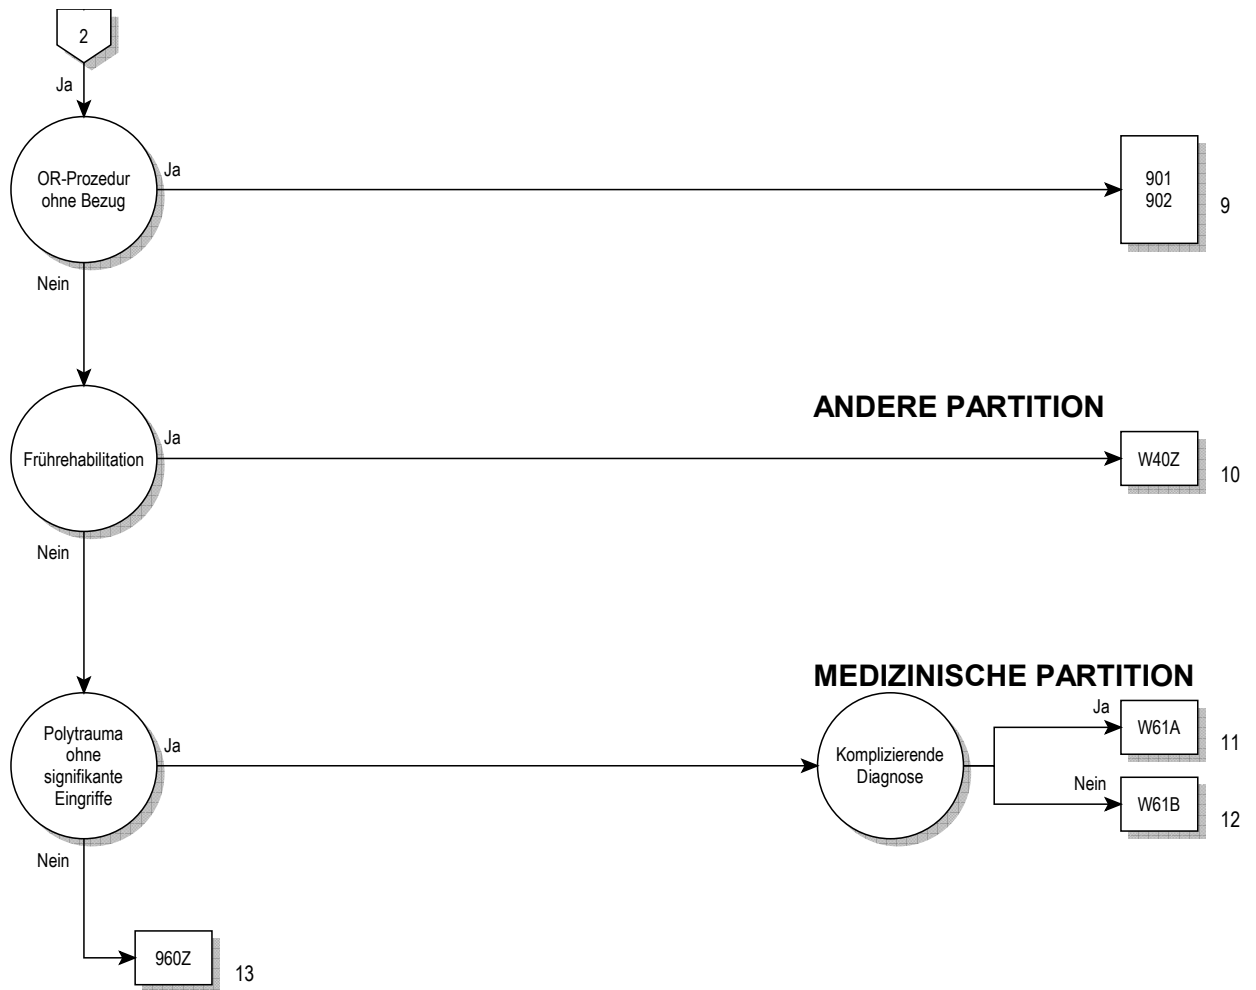 2
Ja
OR-Prozedur
ohne Bezug
Ja
901
902
9
Nein
ANDERE PARTITION
Frührehabilitation
Ja
W40Z
10
Nein
MEDIZINISCHE PARTITION
Polytrauma
ohne
signifikante
Eingriffe
Ja
Komplizierende
Diagnose
Ja
W61A
11
Nein
W61B
12
Nein
960Z
13